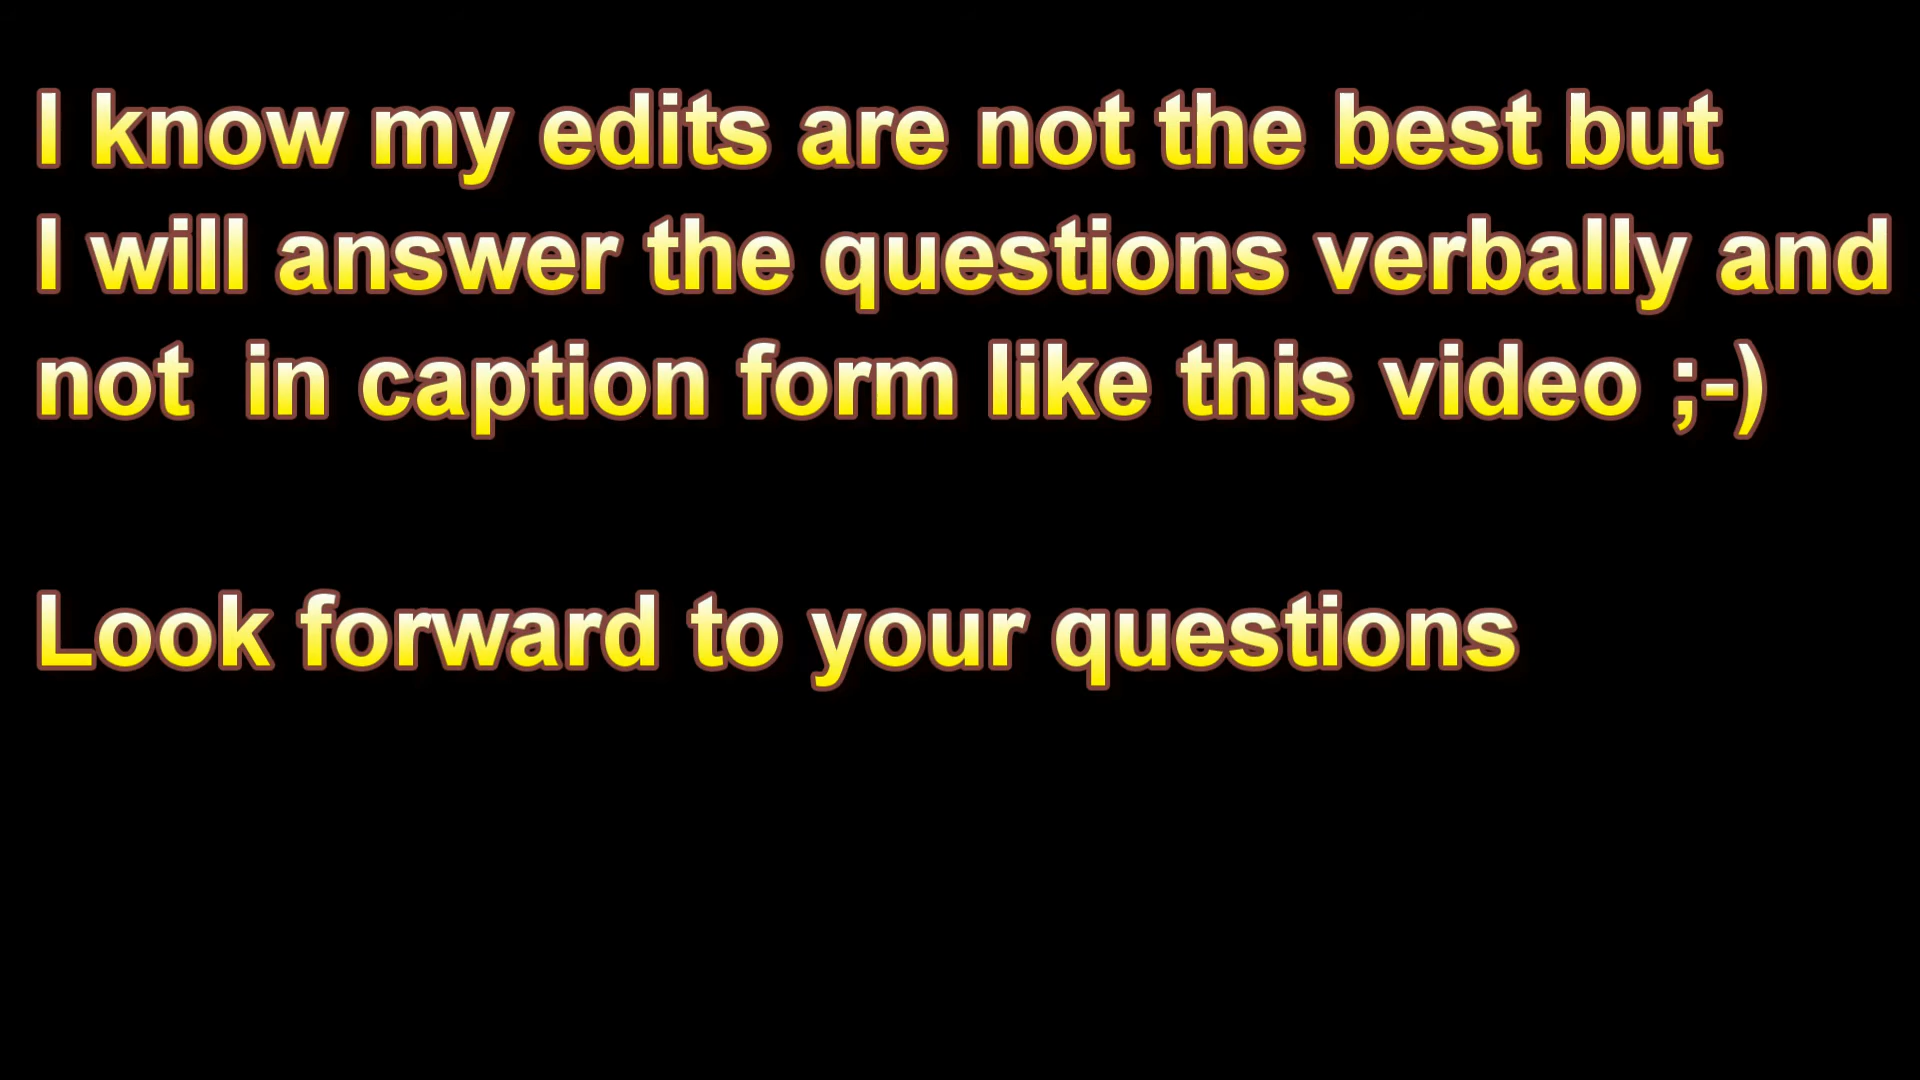 I know my edits are not the best but
I will answer the questions verbally and
not  in caption form like this video ;-)
Look forward to your questions